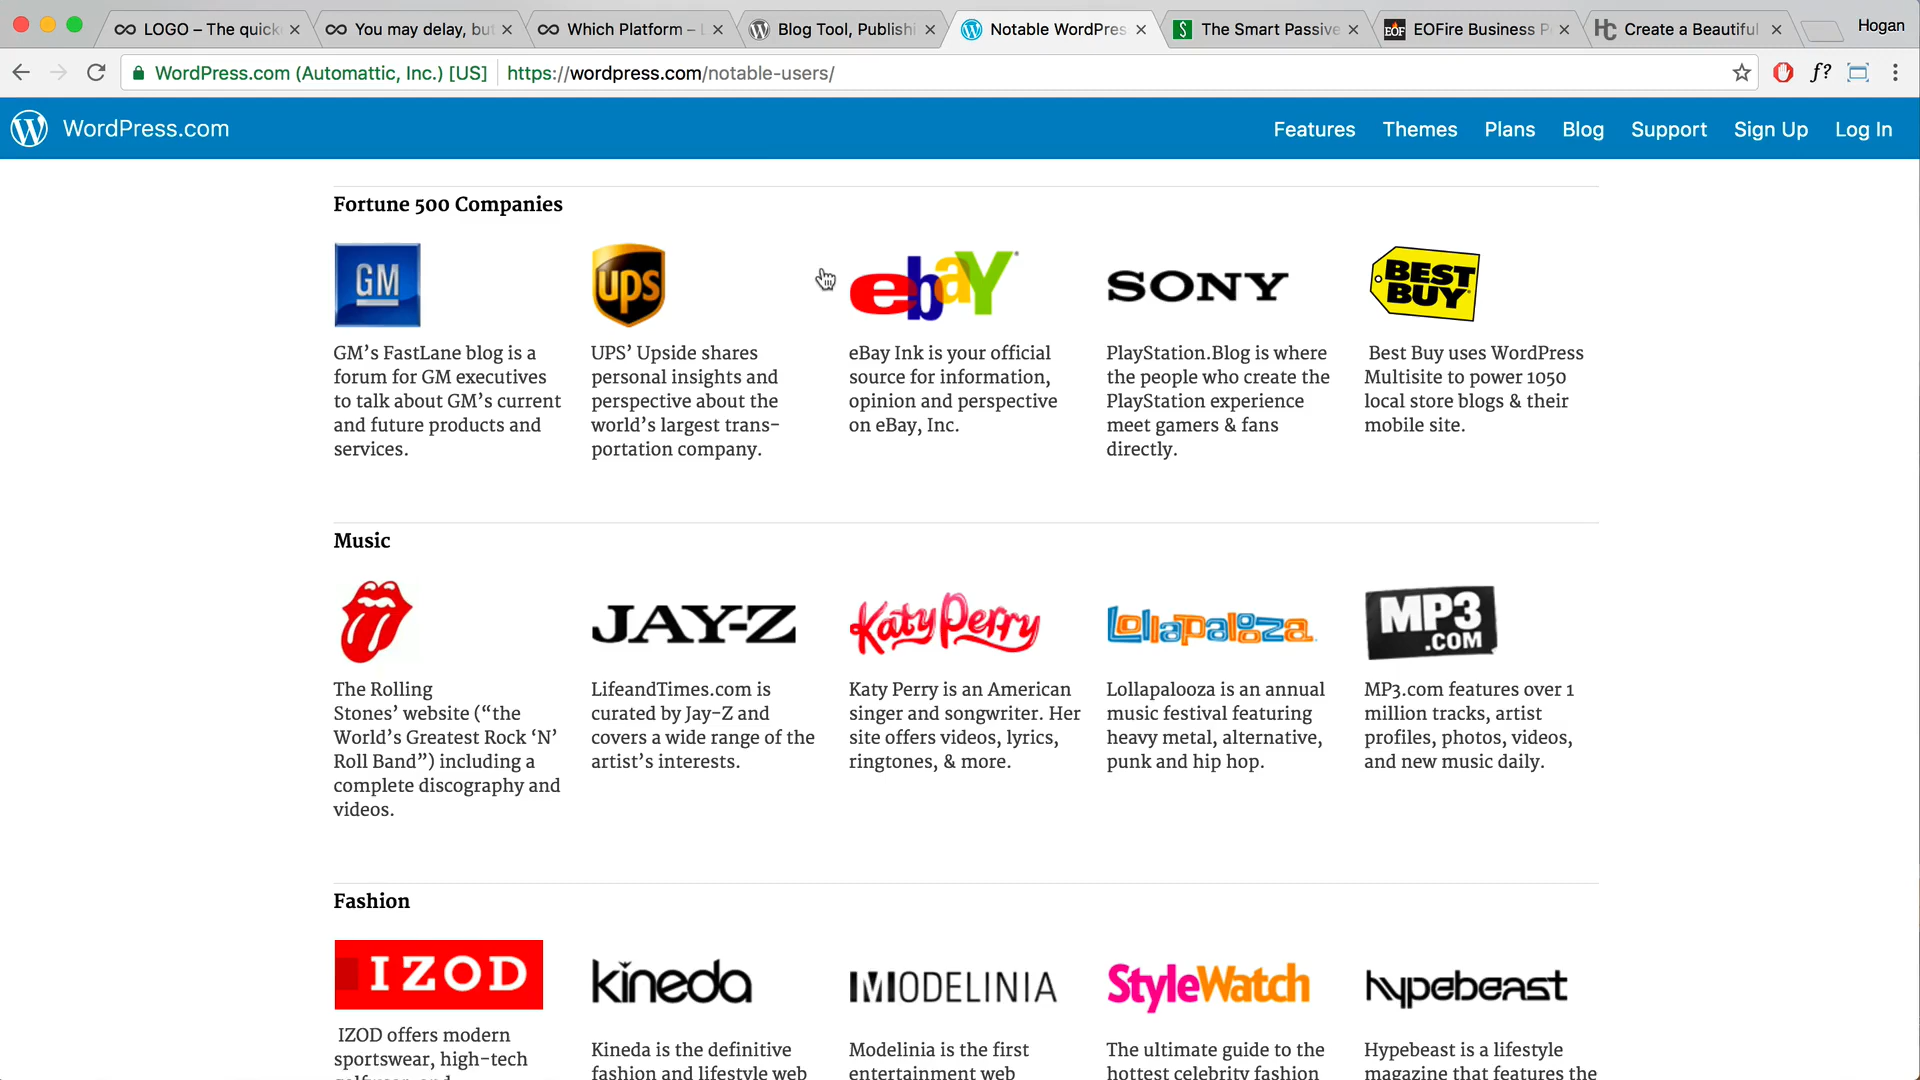 LOGO – The quick
You may delay, bu
Which Platform – L
Blog Tool, Publishi
Notable WordPres
The Smart Passive
EOFire Business P
Create a Beautiful
Hogan
WordPress.com (Automattic, Inc.) [US]
https://wordpress.com/notable-users/
f?
WordPress.com
Features
Themes
Plans
Blog
Support
Sign Up
Log In
Fortune 500 Companies
GM
ups
ebaY
SONY
BEST
BUY
GM’s FastLane blog is a
forum for GM executives
to talk about GM’s current
and future products and
services.
UPS’ Upside shares
personal insights and
perspective about the
world’s largest trans-
portation company.
eBay Ink is your official
source for information,
opinion and perspective
on eBay, Inc.
PlayStation.Blog is where
the people who create the
PlayStation experience
meet gamers & fans
directly.
Best Buy uses WordPress
Multisite to power 1050
local store blogs & their
mobile site.
Music
JAY-Z
Katy Perry
Lollapalooza
MP3
.COM
The Rolling
Stones’ website (“the
World’s Greatest Rock ‘N’
Roll Band”) including a
complete discography and
videos.
LifeandTimes.com is
curated by Jay-Z and
covers a wide range of the
artist’s interests.
Katy Perry is an American
singer and songwriter. Her
site offers videos, lyrics,
ringtones, & more.
Lollapalooza is an annual
music festival featuring
heavy metal, alternative,
punk and hip hop.
MP3.com features over 1
million tracks, artist
profiles, photos, videos,
and new music daily.
Fashion
IZOD
kineda
MODELINIA
StyleWatch
hypebeast
IZOD offers modern
sportswear, high-tech
Kineda is the definitive
fashion and lifestyle web
Modelinia is the first
entertainment web
The ultimate guide to the
hottest celebrity fashion
Hypebeast is a lifestyle
magazine that features the